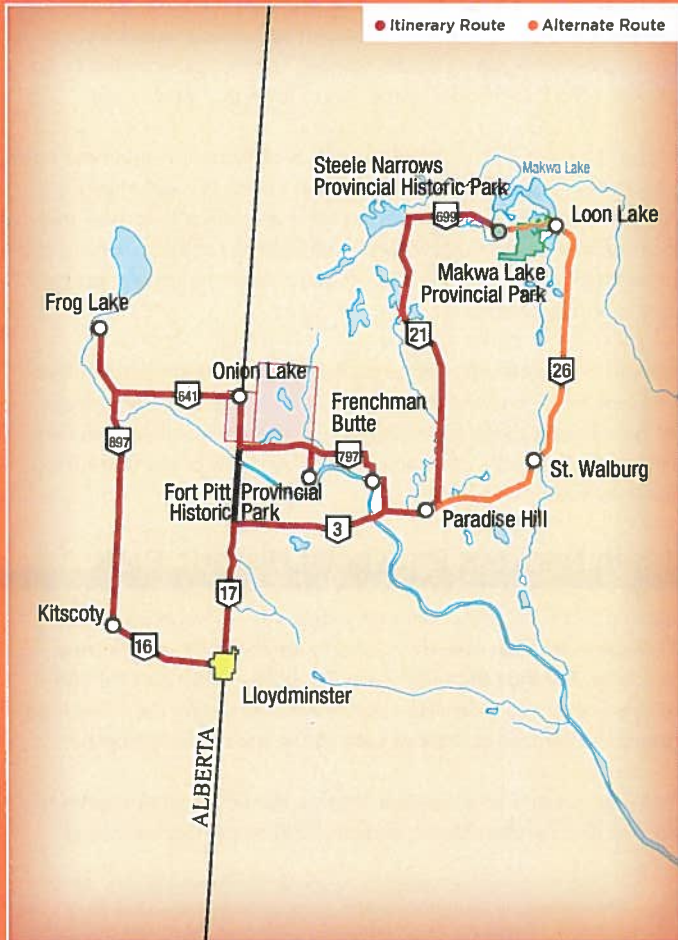 Itinerary Route Alternate Route
Steele Narrows
Provincial Historic Park
Makwa Lake
699
Loon Lake
Makwa Lake
Provincial Park
Frog Lake
21
Onion Lake
641
26
Frenchman
Butte
897
797
St. Walburg
Fort Pitt Provincial
Historic Park
Paradise Hill
3
17
Kitscoty
16
Lloydminster
ALBERTA